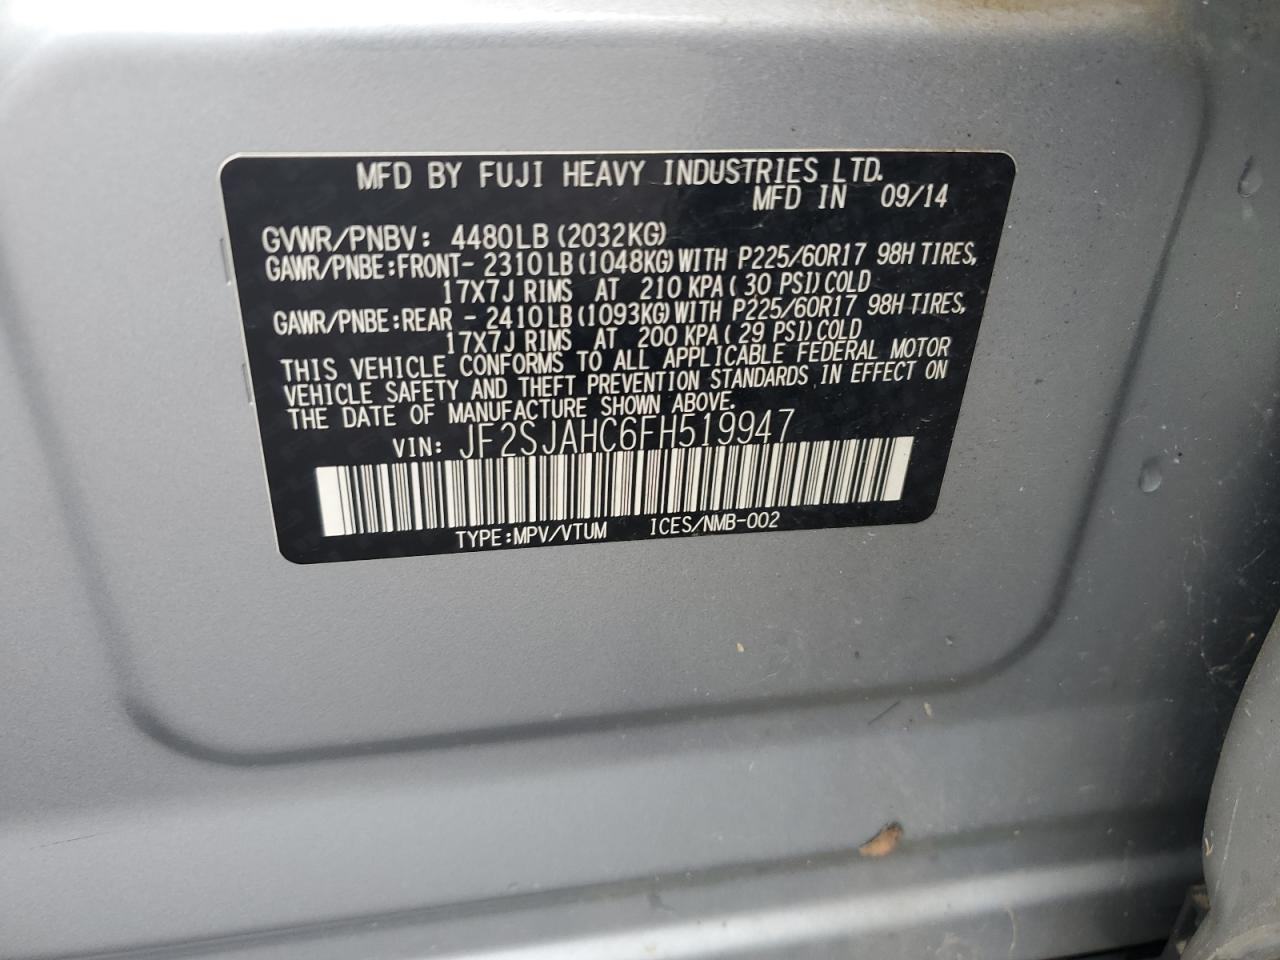 MFD BY FUJI HEAVY INDUSTRIES LTD.
MFD IN 09/14
GVWR/PNBV: 4480LB (2032KG)
GAWR/PNBE:FRONT- 2310LB (1048KG) WITH P225/60R17 98H TIRES,
17X7J RIMS AT 210 KPA ( 30 PSI) COLD
GAWR/PNBE:REAR - 2410LB (1093KG) WITH P225/60R17 98H TIRES,
17X7J RIMS AT 200 KPA ( 29 PSI) COLD
THIS VEHICLE CONFORMS TO ALL APPLICABLE FEDERAL MOTOR
VEHICLE SAFETY AND THEFT PREVENTION STANDARDS IN EFFECT ON
THE DATE OF MANUFACTURE SHOWN ABOVE.
VIN: JF2SJAHC6FH519947
TYPE:MPV/VTUM ICES/NMB-002